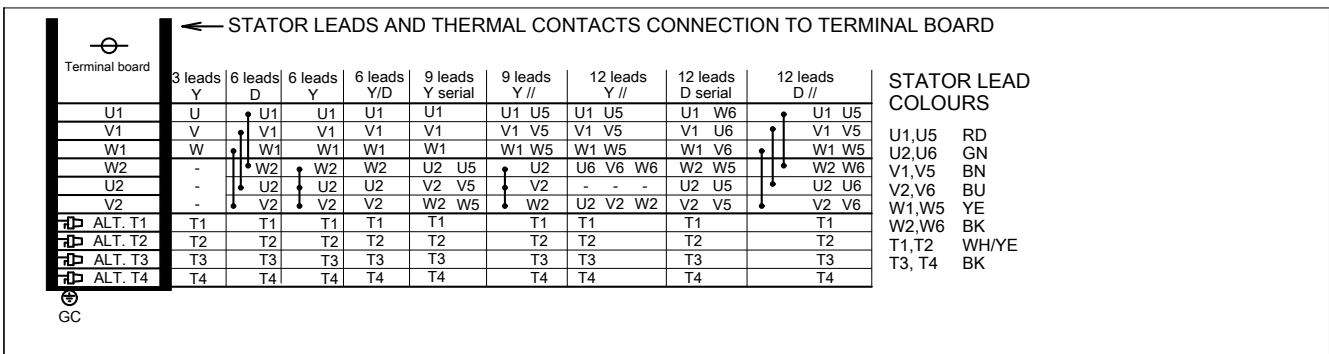 STATOR LEADS AND THERMAL CONTACTS CONNECTION TO TERMINAL BOARD
Terminal board 3 leads Y 6 leads D 6 leads Y 6 leads Y/D 9 leads Y serial 9 leads Y // 12 leads Y // 12 leads D serial 12 leads D //
U1 U U1 U1 U1 U1 U1 U5 U1 U5 U1 W6 U1 U5
V1 V V1 V1 V1 V1 V1 V5 V1 V5 V1 U6 V1 V5
W1 W W1 W1 W1 W1 W1 W5 W1 W5 W1 V6 W1 W5
W2 - W2 W2 W2 U2 U5 U2 U6 V6 W6 W2 W5 W2 W6
U2 - U2 U2 U2 V2 V5 V2 - - - U2 U5 U2 U6
V2 - V2 V2 V2 W2 W5 W2 U2 V2 W2 V2 V5 V2 V6
ALT. T1 T1 T1 T1 T1 T1 T1 T1 T1 T1
ALT. T2 T2 T2 T2 T2 T2 T2 T2 T2 T2
ALT. T3 T3 T3 T3 T3 T3 T3 T3 T3 T3
ALT. T4 T4 T4 T4 T4 T4 T4 T4 T4 T4
GC
STATOR LEAD
COLOURS
U1,U5 RD
U2,U6 GN
V1,V5 BN
V2,V6 BU
W1,W5 YE
W2,W6 BK
T1,T2 WH/YE
T3, T4 BK